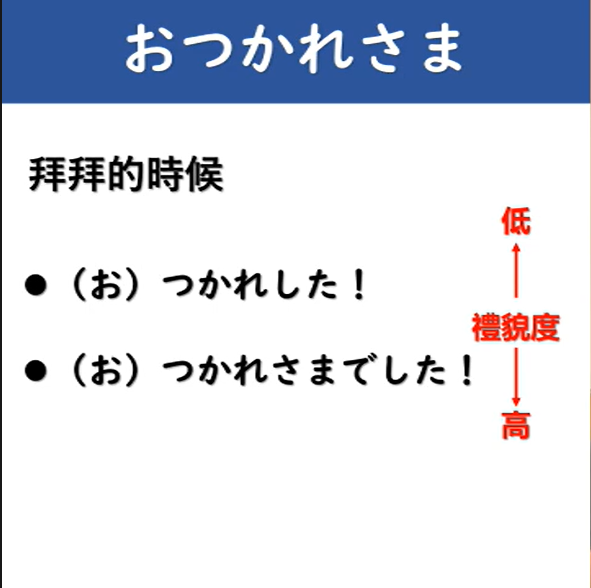 おつかれさま
拜拜的時候
低
●（お）つかれした！
禮貌度
●（お）つかれさまでした！
高